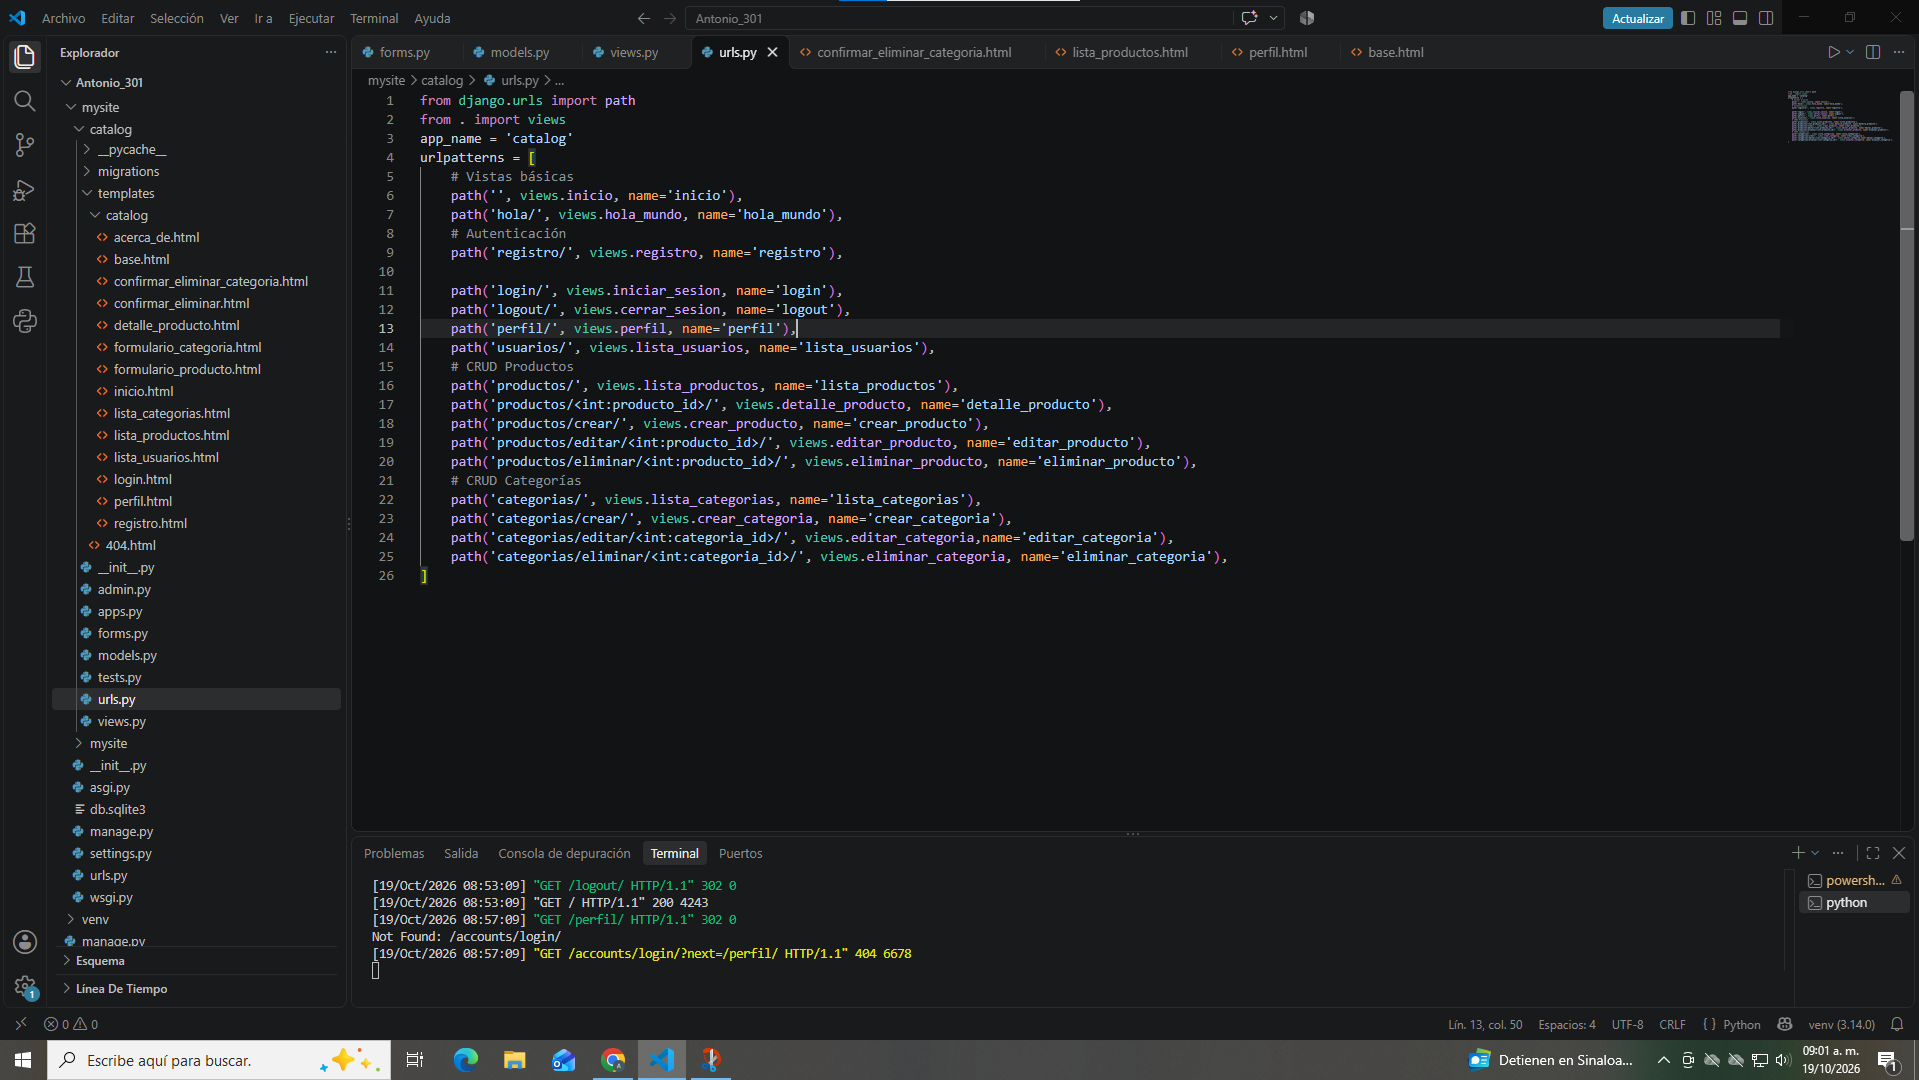 Archivo Editar Selección Ver Ir a Ejecutar Terminal Ayuda
Antonio_301
Actualizar
Explorador
forms.py
models.py
views.py
urls.py
confirmar_eliminar_categoria.html
lista_productos.html
perfil.html
base.html
mysite > catalog > urls.py > ...
Antonio_301
mysite
catalog
__pycache__
migrations
templates
catalog
acerca_de.html
base.html
confirmar_eliminar_categoria.html
confirmar_eliminar.html
detalle_producto.html
formulario_categoria.html
formulario_producto.html
inicio.html
lista_categorias.html
lista_productos.html
lista_usuarios.html
login.html
perfil.html
registro.html
404.html
__init__.py
admin.py
apps.py
forms.py
models.py
tests.py
urls.py
views.py
mysite
__init__.py
asgi.py
db.sqlite3
manage.py
settings.py
urls.py
wsgi.py
venv
manage.py
Esquema
Línea De Tiempo
1 from django.urls import path
2 from . import views
3 app_name = 'catalog'
4 urlpatterns = [
5 # Vistas básicas
6 path('', views.inicio, name='inicio'),
7 path('hola/', views.hola_mundo, name='hola_mundo'),
8 # Autenticación
9 path('registro/', views.registro, name='registro'),
10
11 path('login/', views.iniciar_sesion, name='login'),
12 path('logout/', views.cerrar_sesion, name='logout'),
13 path('perfil/', views.perfil, name='perfil'),
14 path('usuarios/', views.lista_usuarios, name='lista_usuarios'),
15 # CRUD Productos
16 path('productos/', views.lista_productos, name='lista_productos'),
17 path('productos/<int:producto_id>/', views.detalle_producto, name='detalle_producto'),
18 path('productos/crear/', views.crear_producto, name='crear_producto'),
19 path('productos/editar/<int:producto_id>/', views.editar_producto, name='editar_producto'),
20 path('productos/eliminar/<int:producto_id>/', views.eliminar_producto, name='eliminar_producto'),
21 # CRUD Categorías
22 path('categorias/', views.lista_categorias, name='lista_categorias'),
23 path('categorias/crear/', views.crear_categoria, name='crear_categoria'),
24 path('categorias/editar/<int:categoria_id>/', views.editar_categoria,name='editar_categoria'),
25 path('categorias/eliminar/<int:categoria_id>/', views.eliminar_categoria, name='eliminar_categoria'),
26 ]
Problemas Salida Consola de depuración Terminal Puertos
[19/Oct/2026 08:53:09] "GET /logout/ HTTP/1.1" 302 0
[19/Oct/2026 08:53:09] "GET / HTTP/1.1" 200 4243
[19/Oct/2026 08:57:09] "GET /perfil/ HTTP/1.1" 302 0
Not Found: /accounts/login/
[19/Oct/2026 08:57:09] "GET /accounts/login/?next=/perfil/ HTTP/1.1" 404 6678
powersh...
python
1
0 0
Lín. 13, col. 50 Espacios: 4 UTF-8 CRLF { } Python venv (3.14.0)
Escribe aquí para buscar.
Detienen en Sinaloa...
09:01 a. m.
19/10/2026
1